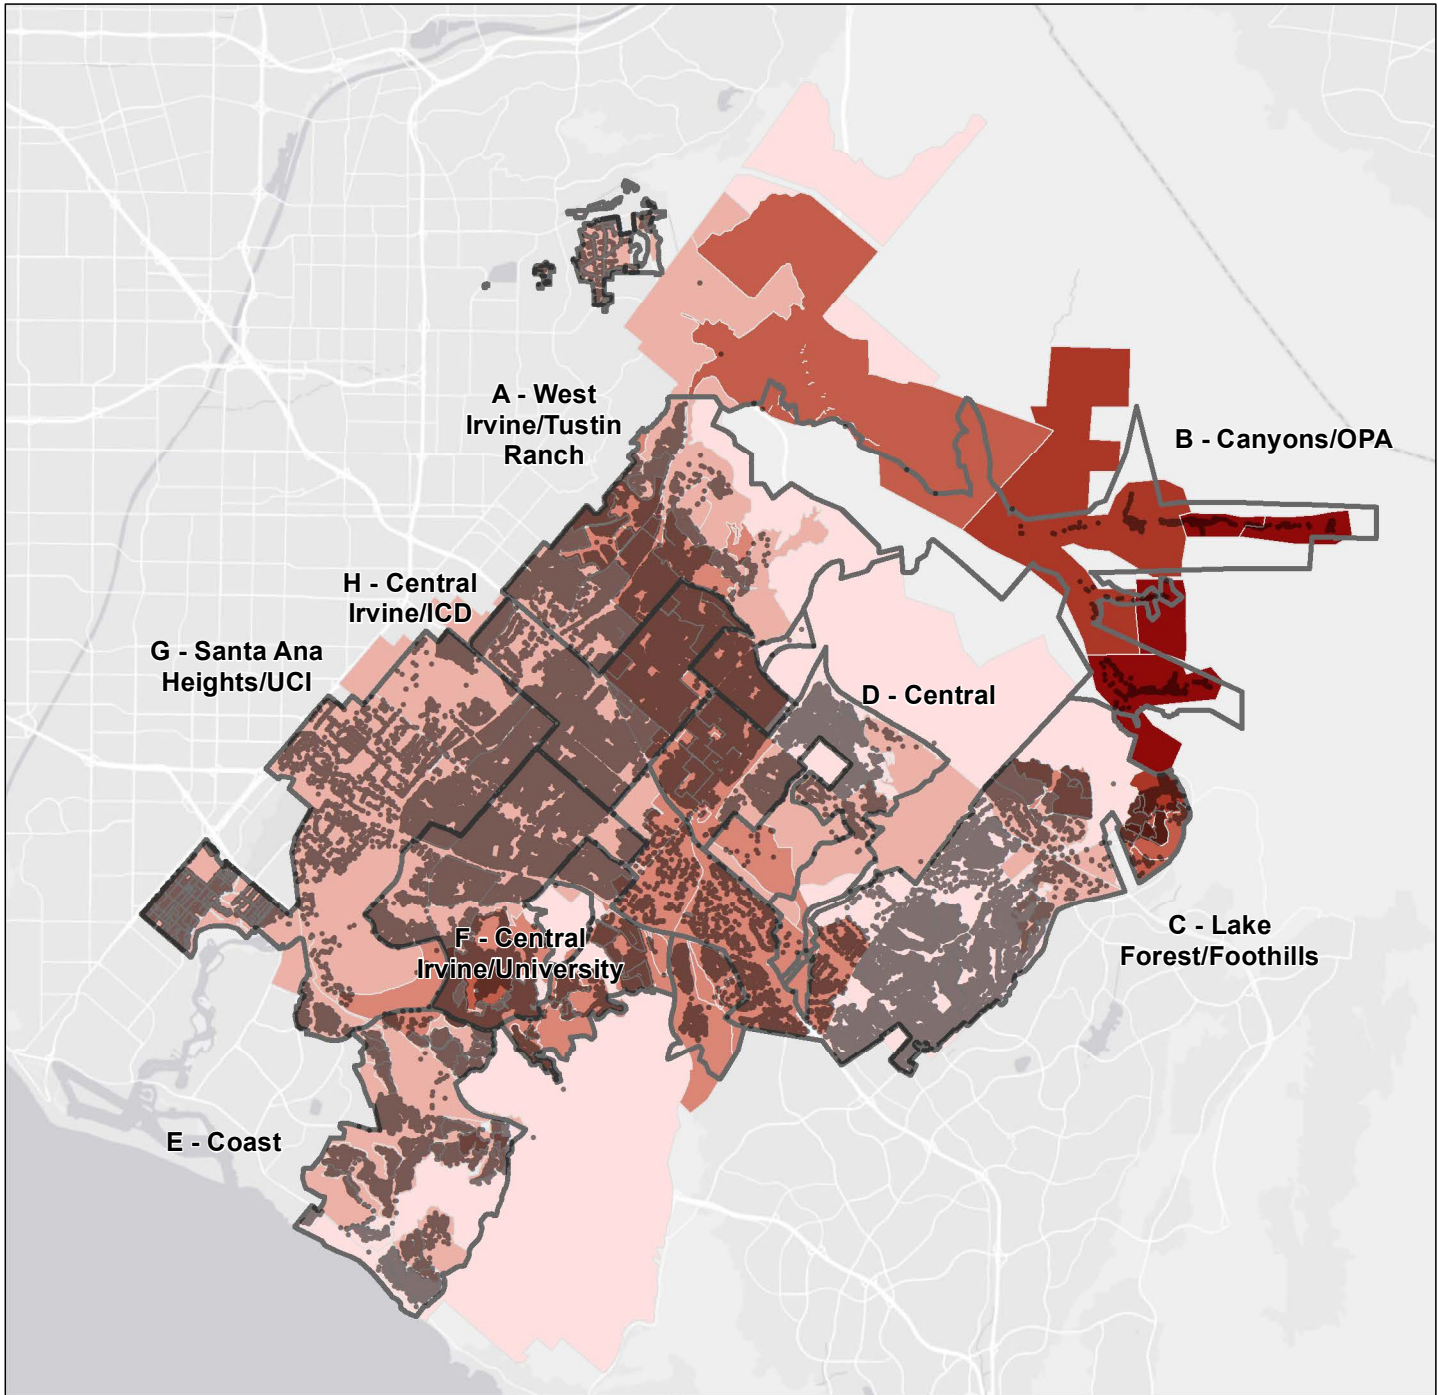 A - West
Irvine/Tustin
Ranch
B - Canyons/OPA
H - Central
Irvine/ICD
G - Santa Ana
Heights/UCI
D - Central
F - Central
Irvine/University
C - Lake
Forest/Foothills
E - Coast